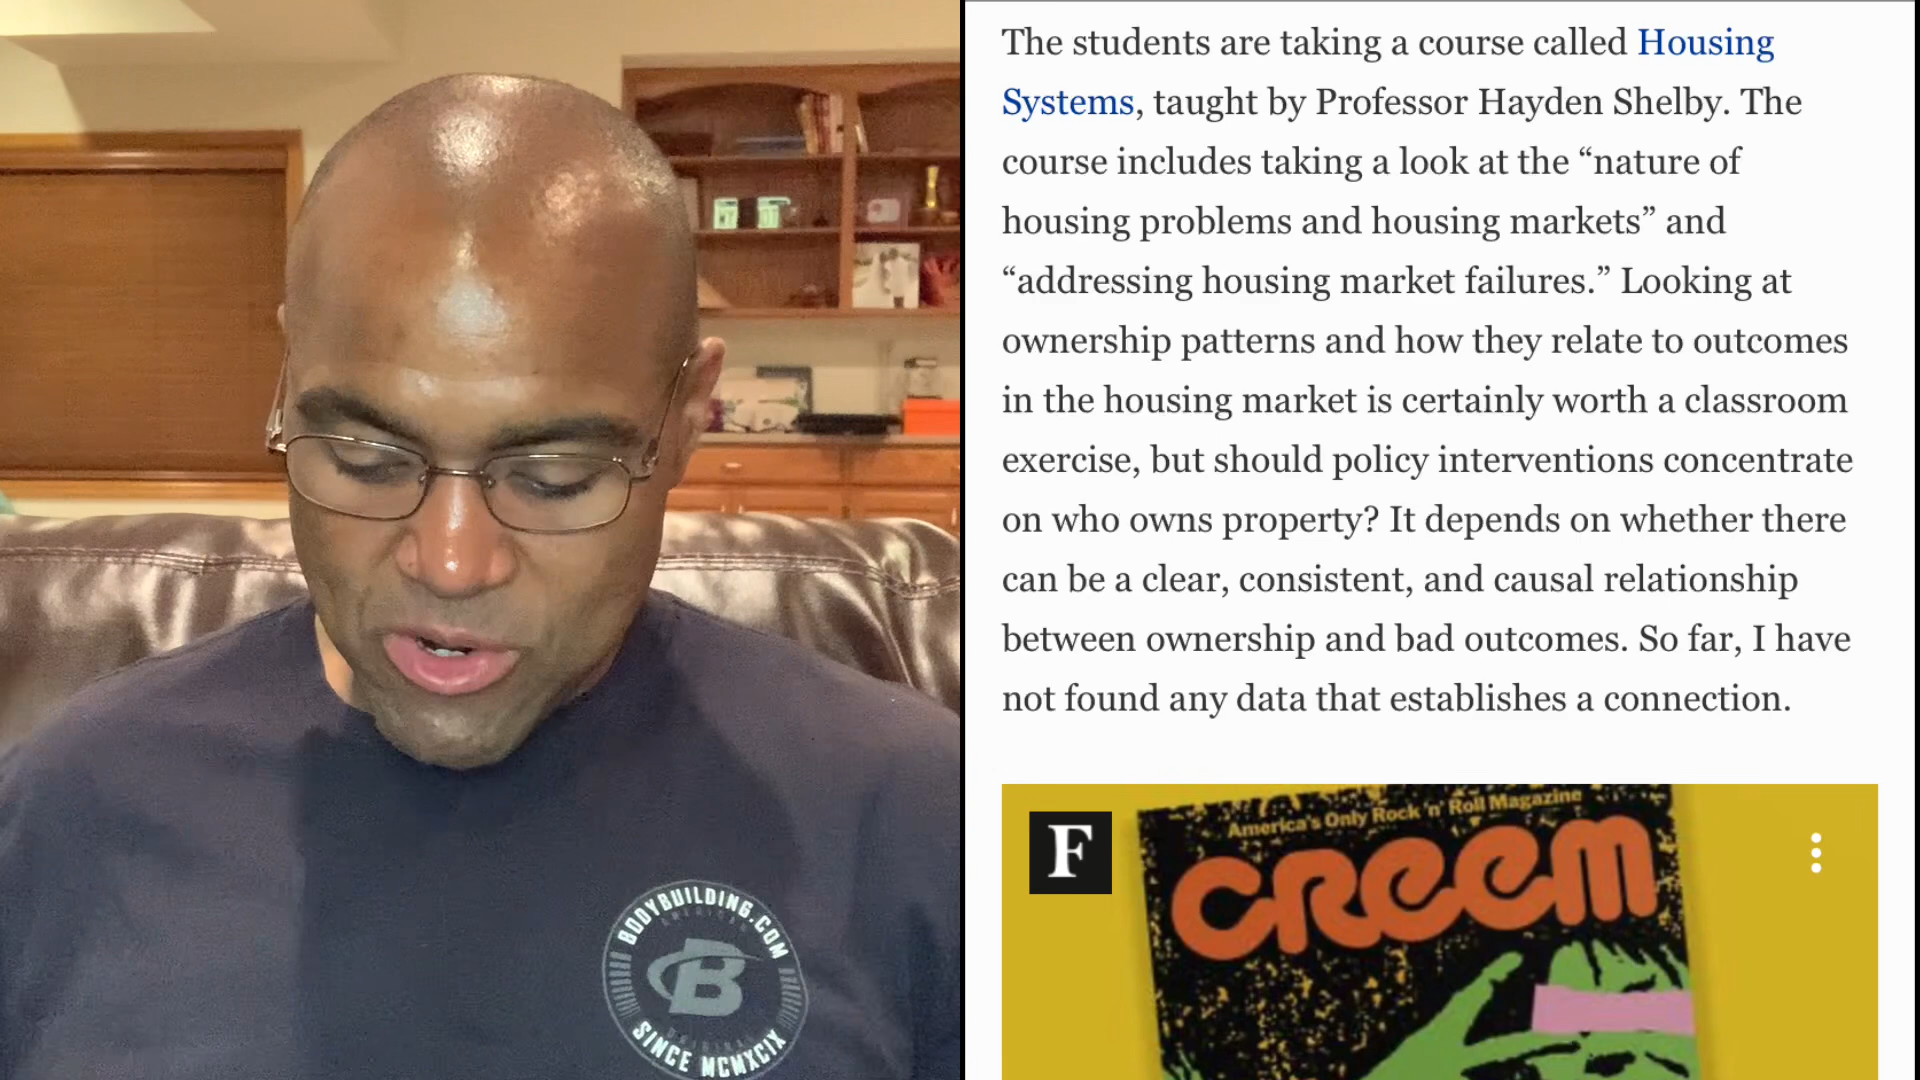 The students are taking a course called Housing
Systems, taught by Professor Hayden Shelby. The
course includes taking a look at the “nature of
housing problems and housing markets” and
“addressing housing market failures.” Looking at
ownership patterns and how they relate to outcomes
in the housing market is certainly worth a classroom
exercise, but should policy interventions concentrate
on who owns property? It depends on whether there
can be a clear, consistent, and causal relationship
between ownership and bad outcomes. So far, I have
not found any data that establishes a connection.
F
America's Only Rock 'n' Roll Magazine
CREEM
BODYBUILDING.COM
B
SINCE MCMXCIX